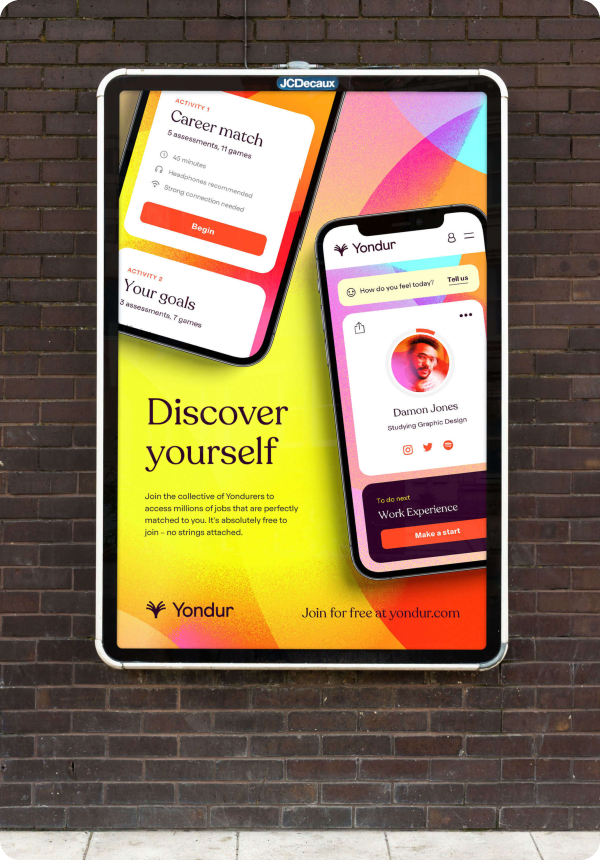 JCDecaux
ACTIVITY 1
Career match
5 assessments, 11 games
45 minutes
Headphones recommended
Strong connection needed
Begin
ACTIVITY 2
Your goals
3 assessments, 7 games
Yondur
How do you feel today? Tell us
Damon Jones
Studying Graphic Design
To do next
Work Experience
Make a start
Discover
yourself
Join the collective of Yondurers to
access millions of jobs that are perfectly
matched to you. It's absolutely free to
join – no strings attached.
Yondur
Join for free at yondur.com